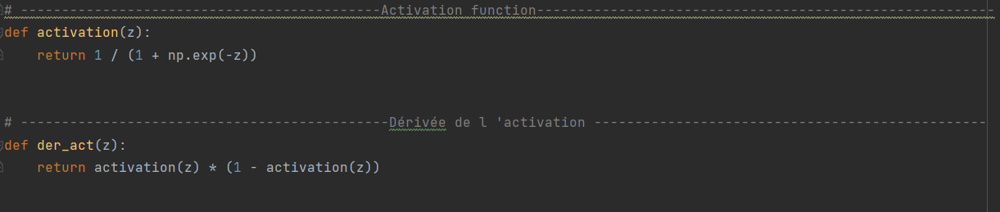 # --------------------------------------------Activation function--------------------------------------------------------
def activation(z):
    return 1 / (1 + np.exp(-z))
# ---------------------------------------------Dérivée de l 'activation ------------------------------------------------
def der_act(z):
    return activation(z) * (1 - activation(z))